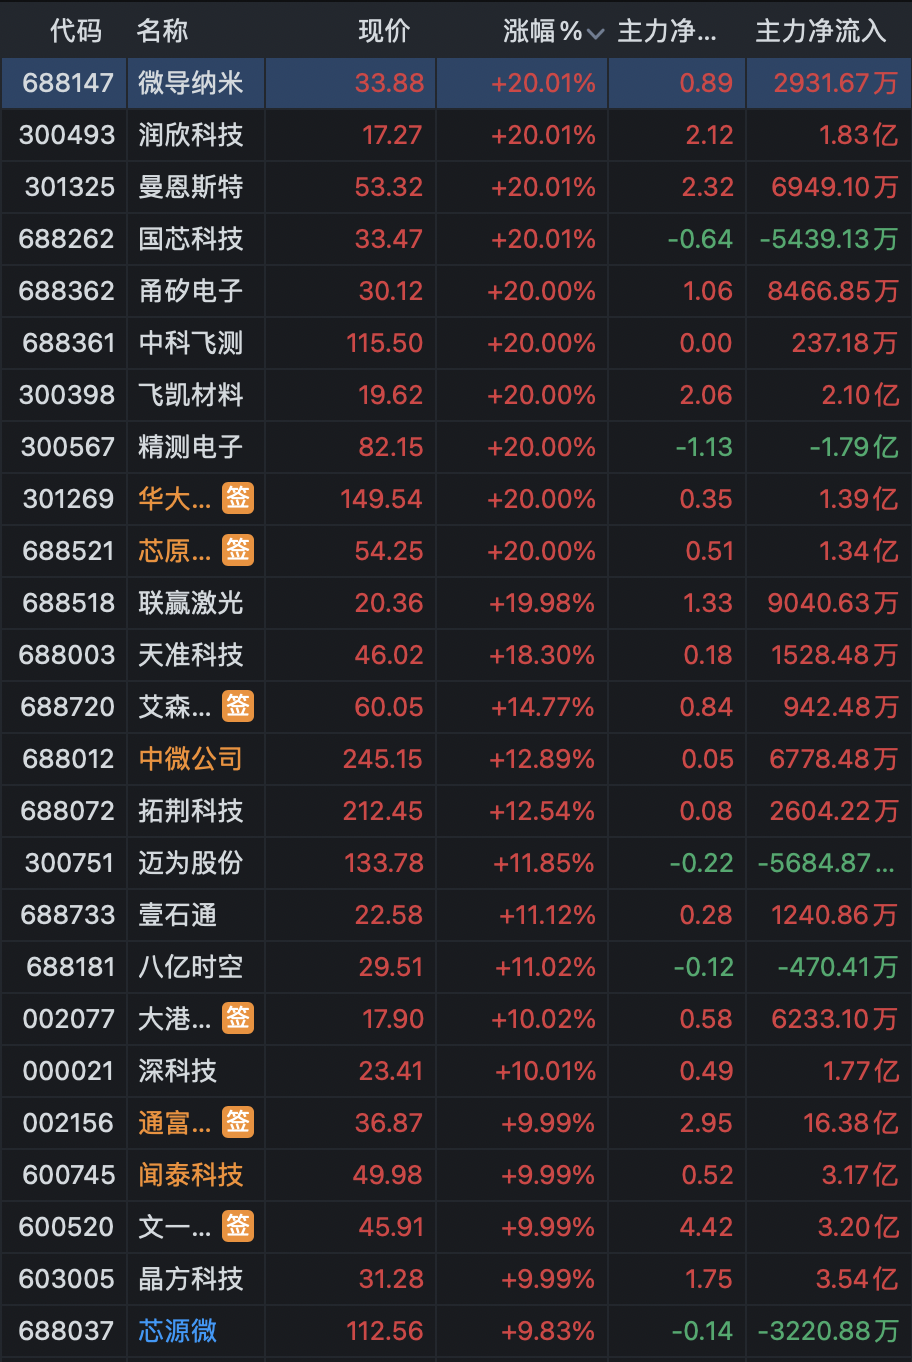 代码 名称 现价 涨幅% 主力净... 主力净流入
688147 微导纳米 33.88 +20.01% 0.89 2931.67万
300493 润欣科技 17.27 +20.01% 2.12 1.83亿
301325 曼恩斯特 53.32 +20.01% 2.32 6949.10万
688262 国芯科技 33.47 +20.01% -0.64 -5439.13万
688362 甬矽电子 30.12 +20.00% 1.06 8466.85万
688361 中科飞测 115.50 +20.00% 0.00 237.18万
300398 飞凯材料 19.62 +20.00% 2.06 2.10亿
300567 精测电子 82.15 +20.00% -1.13 -1.79亿
301269 华大... 签 149.54 +20.00% 0.35 1.39亿
688521 芯原... 签 54.25 +20.00% 0.51 1.34亿
688518 联赢激光 20.36 +19.98% 1.33 9040.63万
688003 天准科技 46.02 +18.30% 0.18 1528.48万
688720 艾森... 签 60.05 +14.77% 0.84 942.48万
688012 中微公司 245.15 +12.89% 0.05 6778.48万
688072 拓荆科技 212.45 +12.54% 0.08 2604.22万
300751 迈为股份 133.78 +11.85% -0.22 -5684.87...
688733 壹石通 22.58 +11.12% 0.28 1240.86万
688181 八亿时空 29.51 +11.02% -0.12 -470.41万
002077 大港... 签 17.90 +10.02% 0.58 6233.10万
000021 深科技 23.41 +10.01% 0.49 1.77亿
002156 通富... 签 36.87 +9.99% 2.95 16.38亿
600745 闻泰科技 49.98 +9.99% 0.52 3.17亿
600520 文一... 签 45.91 +9.99% 4.42 3.20亿
603005 晶方科技 31.28 +9.99% 1.75 3.54亿
688037 芯源微 112.56 +9.83% -0.14 -3220.88万